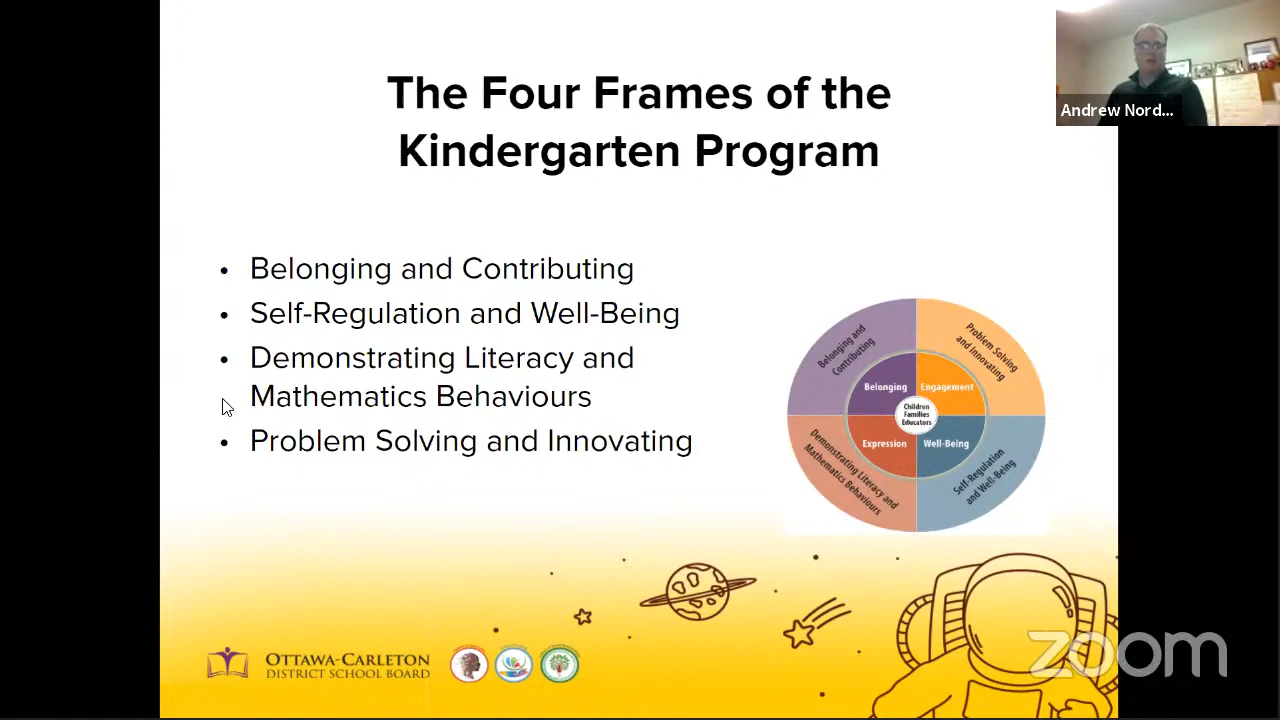 The Four Frames of the
Kindergarten Program
Andrew Nord...
• Belonging and Contributing
• Self-Regulation and Well-Being
• Demonstrating Literacy and
Mathematics Behaviours
• Problem Solving and Innovating
Belonging and
Contributing
Problem Solving
and Innovating
Belonging
Engagement
Children
Families
Educators
Expression
Well-Being
Demonstrating Literacy and
Mathematics Behaviours
Self-Regulation
and Well-Being
OTTAWA-CARLETON
DISTRICT SCHOOL BOARD
zoom